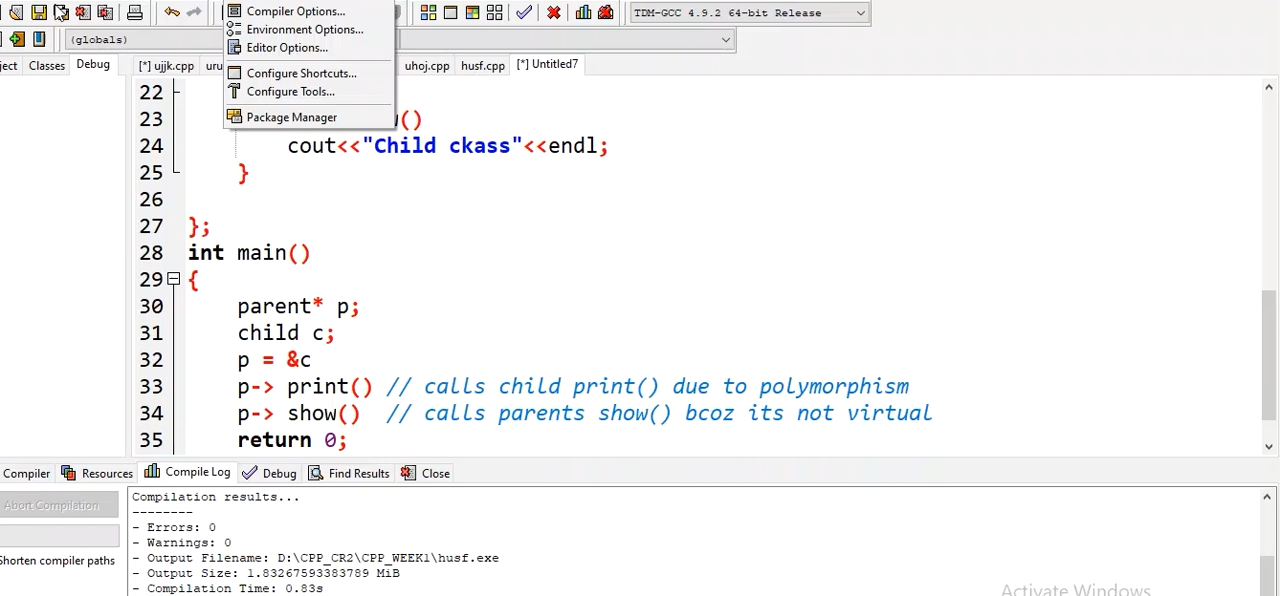 Compiler Options...
TDM-GCC 4.9.2 64-bit Release
Environment Options...
(globals)
Editor Options...
ject Classes Debug
[*] ujjk.cpp uru uhoj.cpp husf.cpp [*] Untitled7
Configure Shortcuts...
Configure Tools...
Package Manager
22
23 ()
24 cout<<"Child ckass"<<endl;
25 }
26
27 };
28 int main()
29 {
30 parent* p;
31 child c;
32 p = &c
33 p-> print() // calls child print() due to polymorphism
34 p-> show()  // calls parents show() bcoz its not virtual
35 return 0;
Compiler Resources Compile Log Debug Find Results Close
Abort Compilation
Shorten compiler paths
Compilation results...
--------
- Errors: 0
- Warnings: 0
- Output Filename: D:\CPP_CR2\CPP_WEEK1\husf.exe
- Output Size: 1.83267593383789 MiB
- Compilation Time: 0.83s
Activate Windows